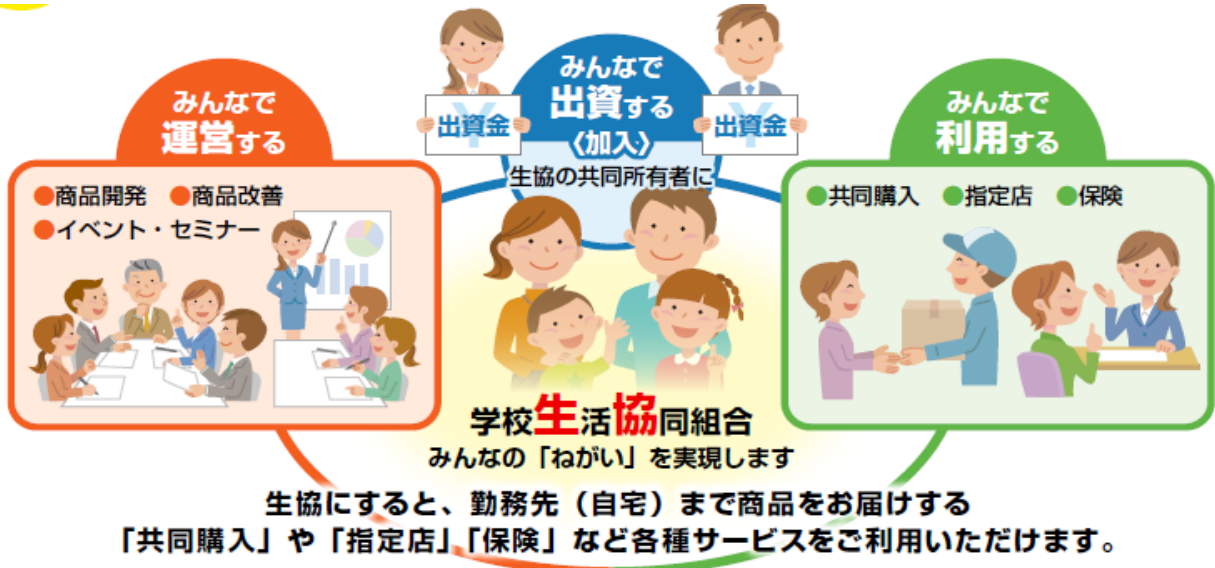 みんなで
運営する
●商品開発 ●商品改善
●イベント・セミナー
みんなで
出資する
〈加入〉
生協の共同所有者に
出資金
出資金
みんなで
利用する
●共同購入 ●指定店 ●保険
学校生活協同組合
みんなの「ねがい」を実現します
生協にすると、勤務先（自宅）まで商品をお届けする
「共同購入」や「指定店」「保険」など各種サービスをご利用いただけます。